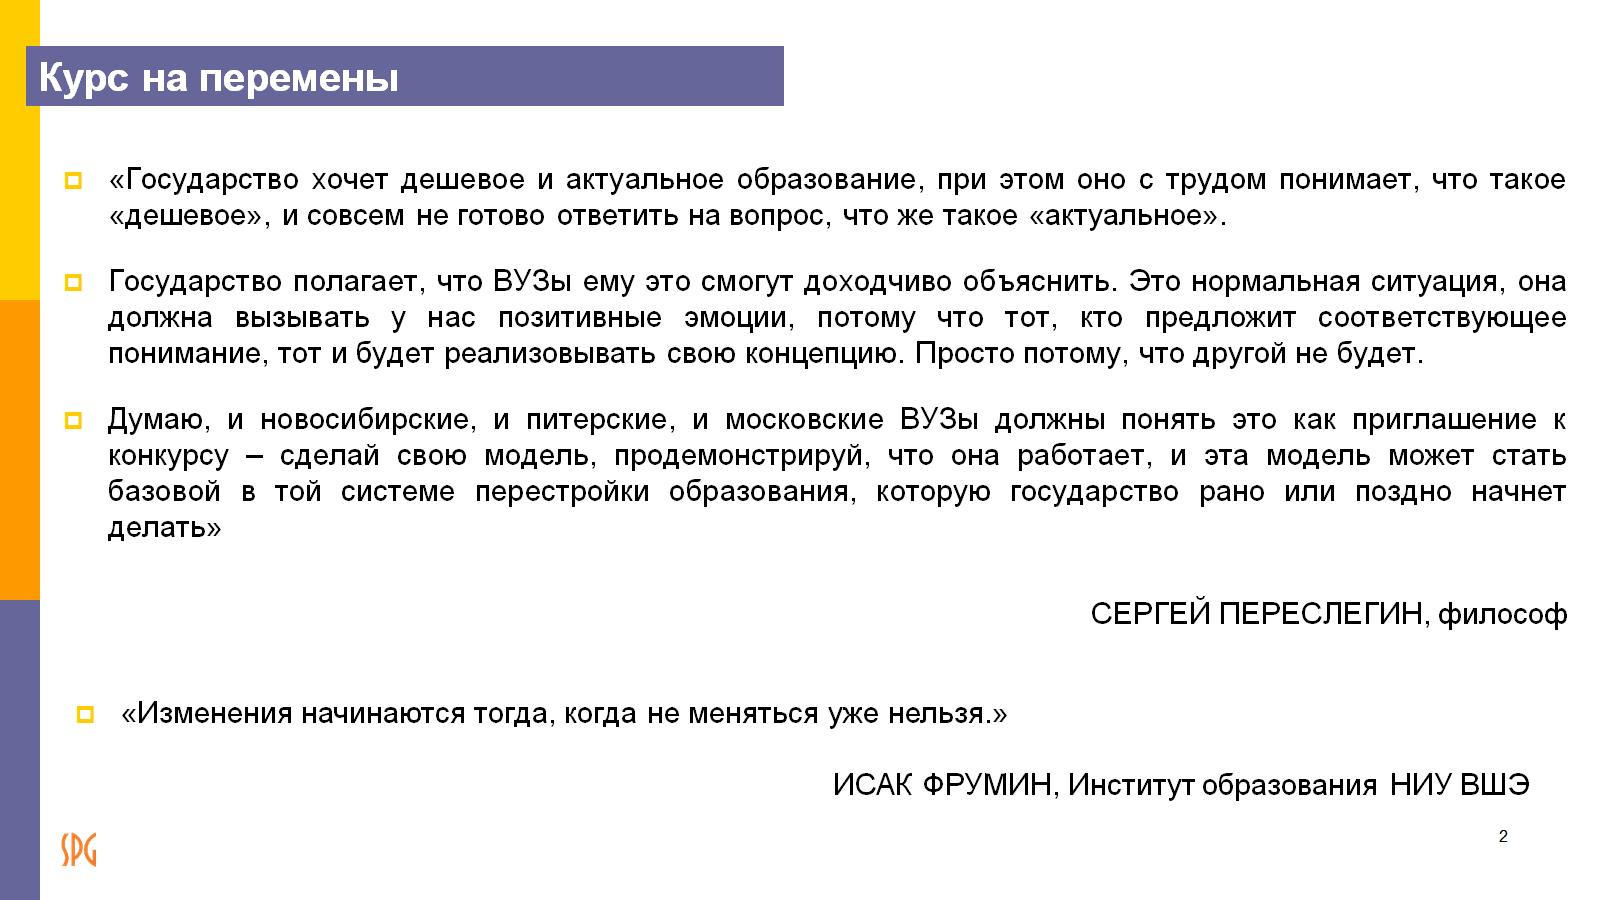 Курс на перемены
«Государство хочет дешевое и актуальное образование, при этом оно с трудом понимает, что такое
«дешевое», и совсем не готово ответить на вопрос, что же такое «актуальное».
Государство полагает, что ВУЗы ему это смогут доходчиво объяснить. Это нормальная ситуация, она
должна вызывать у нас позитивные эмоции, потому что тот, кто предложит соответствующее
понимание, тот и будет реализовывать свою концепцию. Просто потому, что другой не будет.
Думаю, и новосибирские, и питерские, и московские ВУЗы должны понять это как приглашение к
конкурсу – сделай свою модель, продемонстрируй, что она работает, и эта модель может стать
базовой в той системе перестройки образования, которую государство рано или поздно начнет
делать»
СЕРГЕЙ ПЕРЕСЛЕГИН, философ
«Изменения начинаются тогда, когда не меняться уже нельзя.»
ИСАК ФРУМИН, Институт образования НИУ ВШЭ
SPG
2